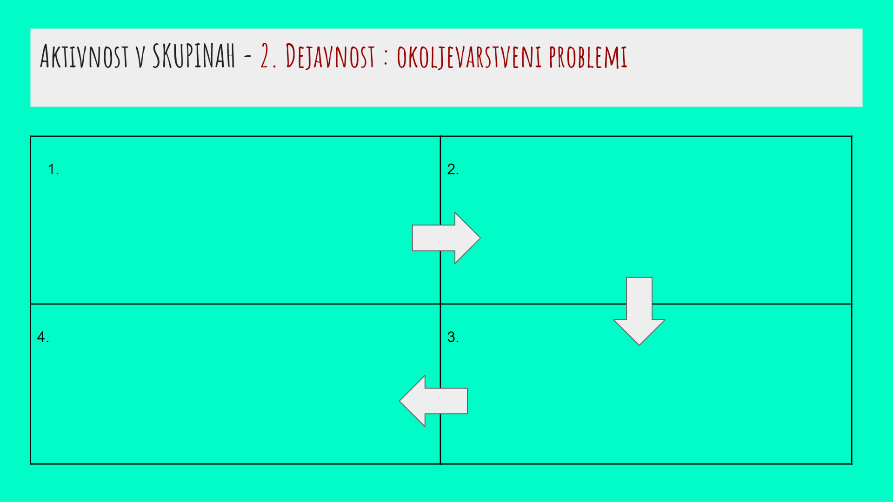 Aktivnost v SKUPINAH - 2. Dejavnost : okoljevarstveni problemi
1.
2.
4.
3.